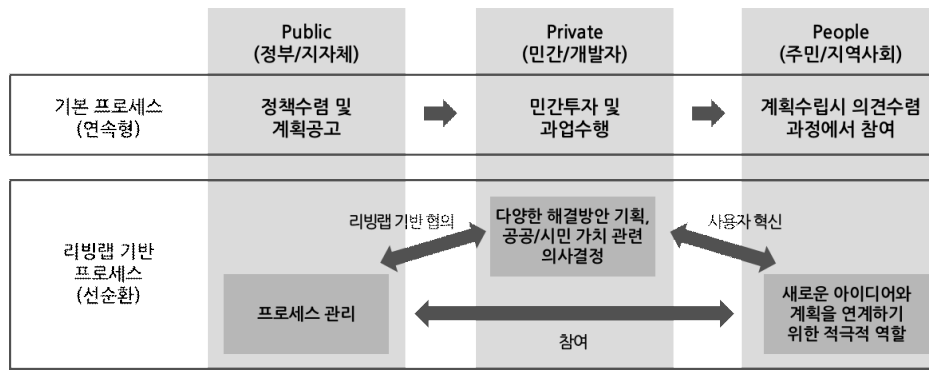 Public
(정부/지자체)
Private
(민간/개발자)
People
(주민/지역사회)
기본 프로세스
(연속형)
정책수렴 및
계획공고
민간투자 및
과업수행
계획수립시 의견수렴
과정에서 참여
리빙랩 기반
프로세스
(선순환)
리빙랩 기반 협의
다양한 해결방안 기획,
공공/시민 가치 관련
의사결정
사용자 혁신
프로세스 관리
참여
새로운 아이디어와
계획을 연계하기
위한 적극적 역할